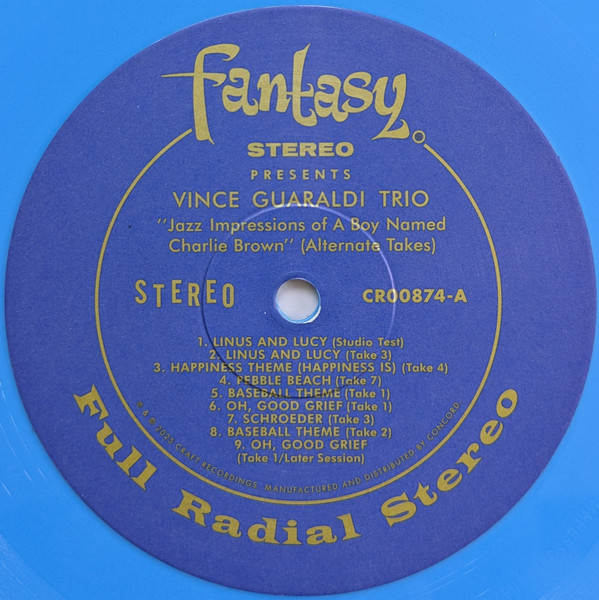 fantasy
STEREO
PRESENTS
VINCE GUARALDI TRIO
"Jazz Impressions of A Boy Named
Charlie Brown" (Alternate Takes)
STEREO
CR00874-A
1. LINUS AND LUCY (Studio Test)
2. LINUS AND LUCY (Take 3)
3. HAPPINESS THEME (HAPPINESS IS) (Take 4)
4. PEBBLE BEACH (Take 7)
5. BASEBALL THEME (Take 1)
6. OH, GOOD GRIEF (Take 1)
7. SCHROEDER (Take 3)
8. BASEBALL THEME (Take 2)
9. OH, GOOD GRIEF
(Take 1/Later Session)
℗ & © 2025 CRAFT RECORDINGS. MANUFACTURED AND DISTRIBUTED BY CONCORD
Full Radial Stereo